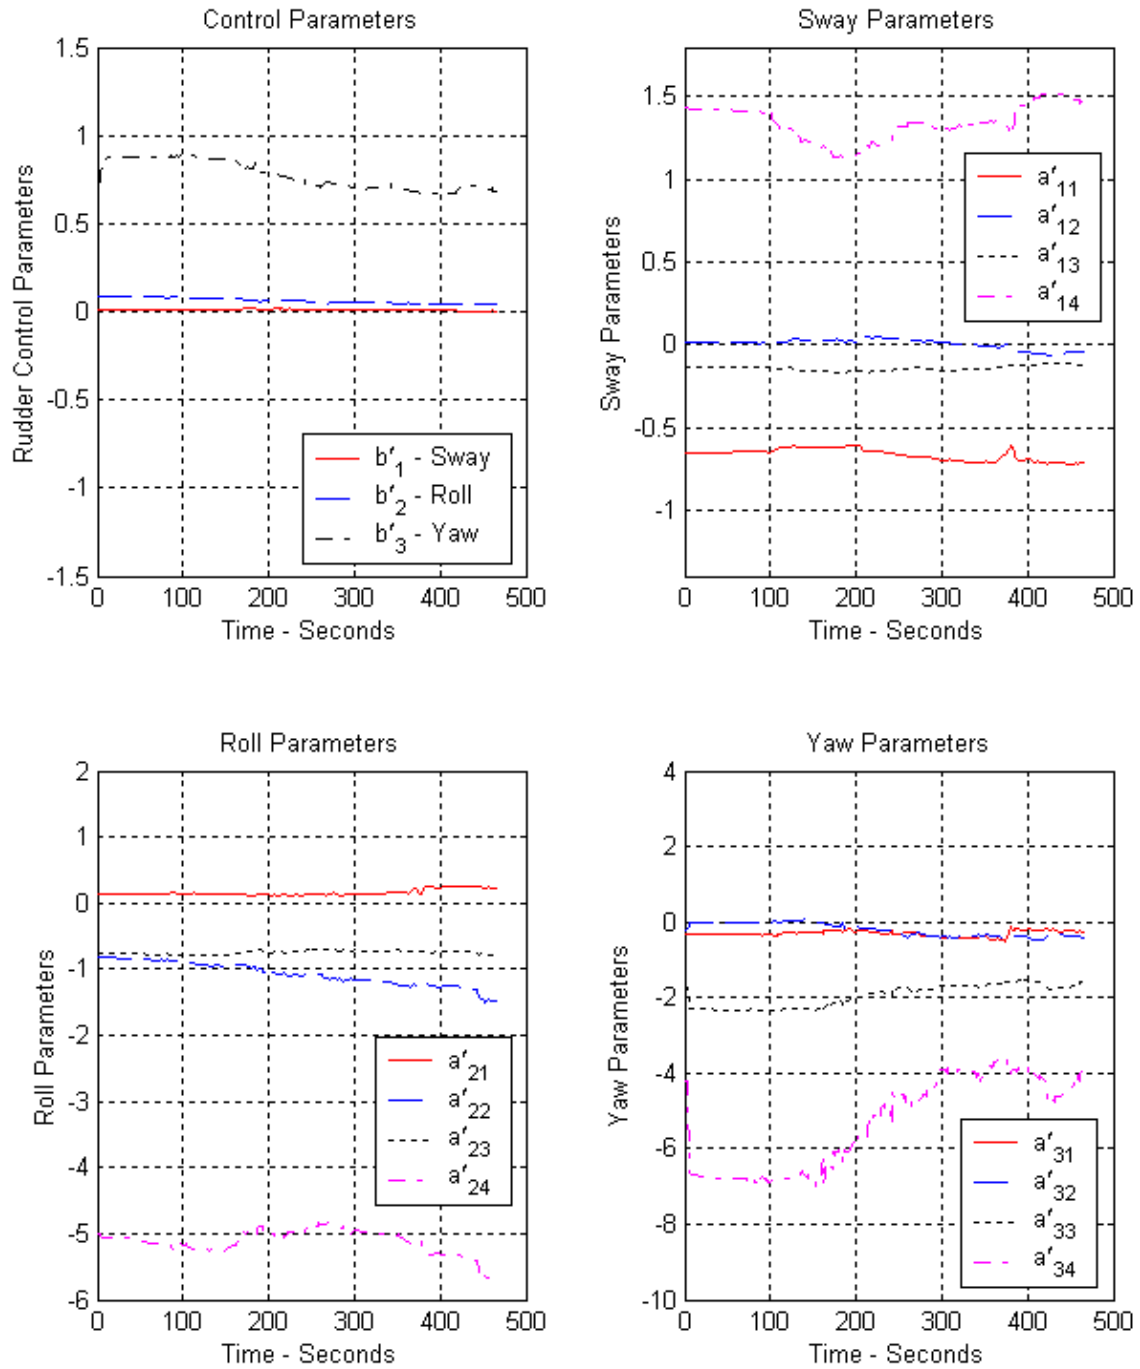 Control Parameters
1.5
1
0.5
0
-0.5
-1
-1.5
Rudder Control Parameters
b′1 - Sway
b′2 - Roll
b′3 - Yaw
0 100 200 300 400 500
Time - Seconds
Sway Parameters
1.5
1
0.5
0
-0.5
-1
Sway Parameters
a′11
a′12
a′13
a′14
0 100 200 300 400 500
Time - Seconds
Roll Parameters
2
1
0
-1
-2
-3
-4
-5
-6
Roll Parameters
a′21
a′22
a′23
a′24
0 100 200 300 400 500
Time - Seconds
Yaw Parameters
4
2
0
-2
-4
-6
-8
-10
Yaw Parameters
a′31
a′32
a′33
a′34
0 100 200 300 400 500
Time - Seconds